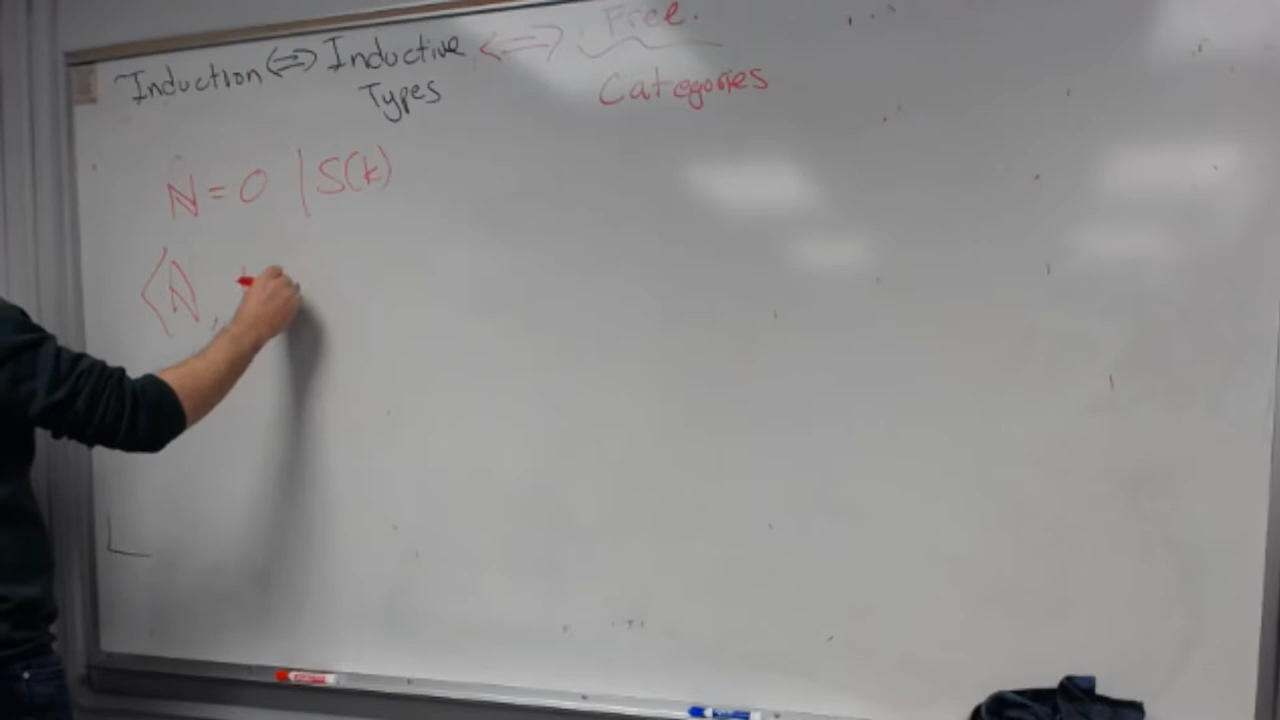 Induction ⇔ Inductive ⇔ Free.
Types Categories
ℕ = 0 | S(k)
⟨ℕ,